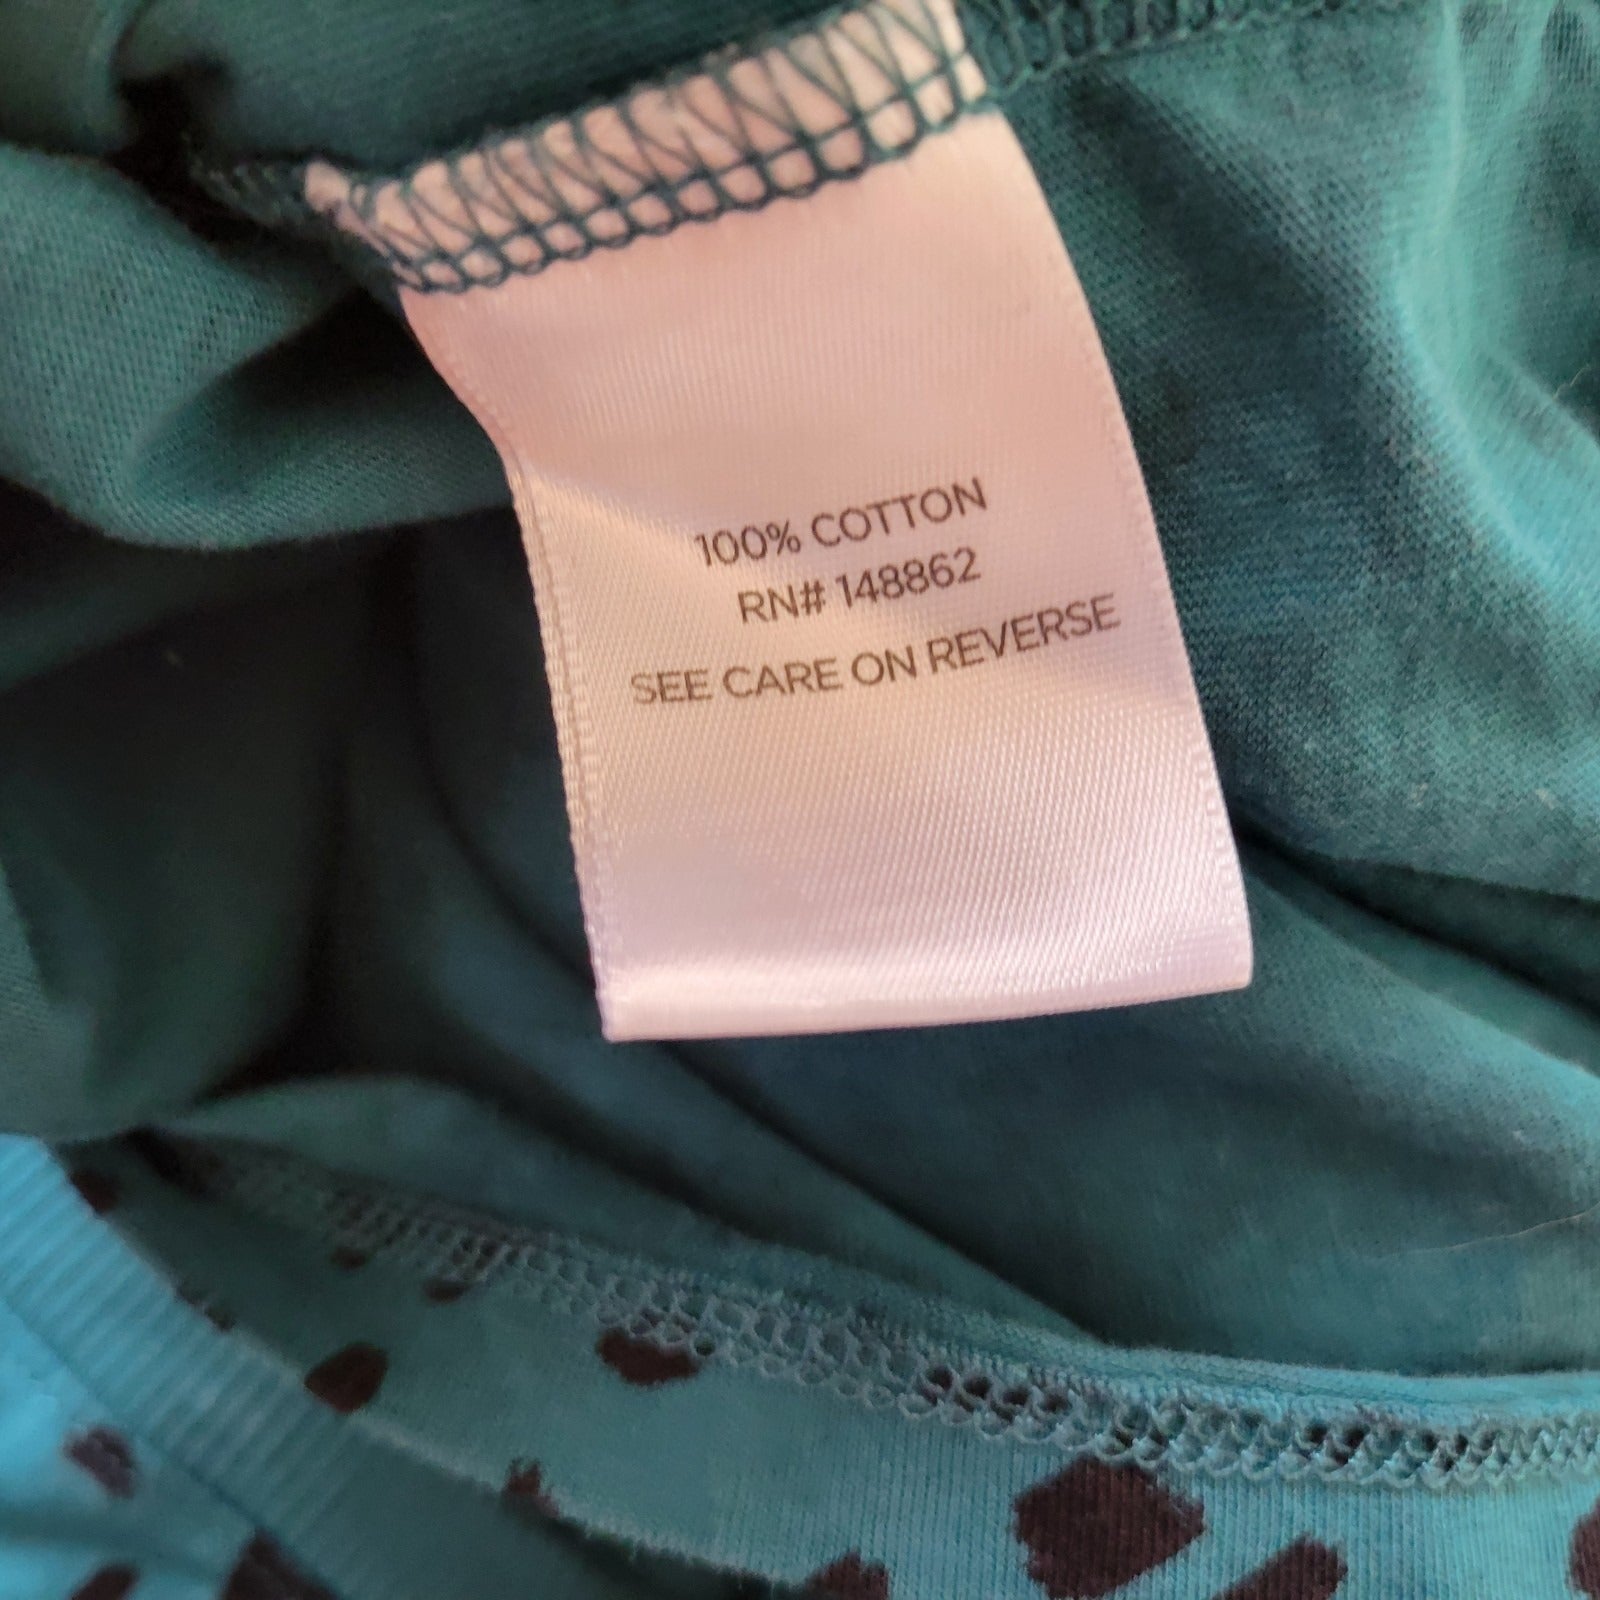 100% COTTON
RN# 148862
SEE CARE ON REVERSE